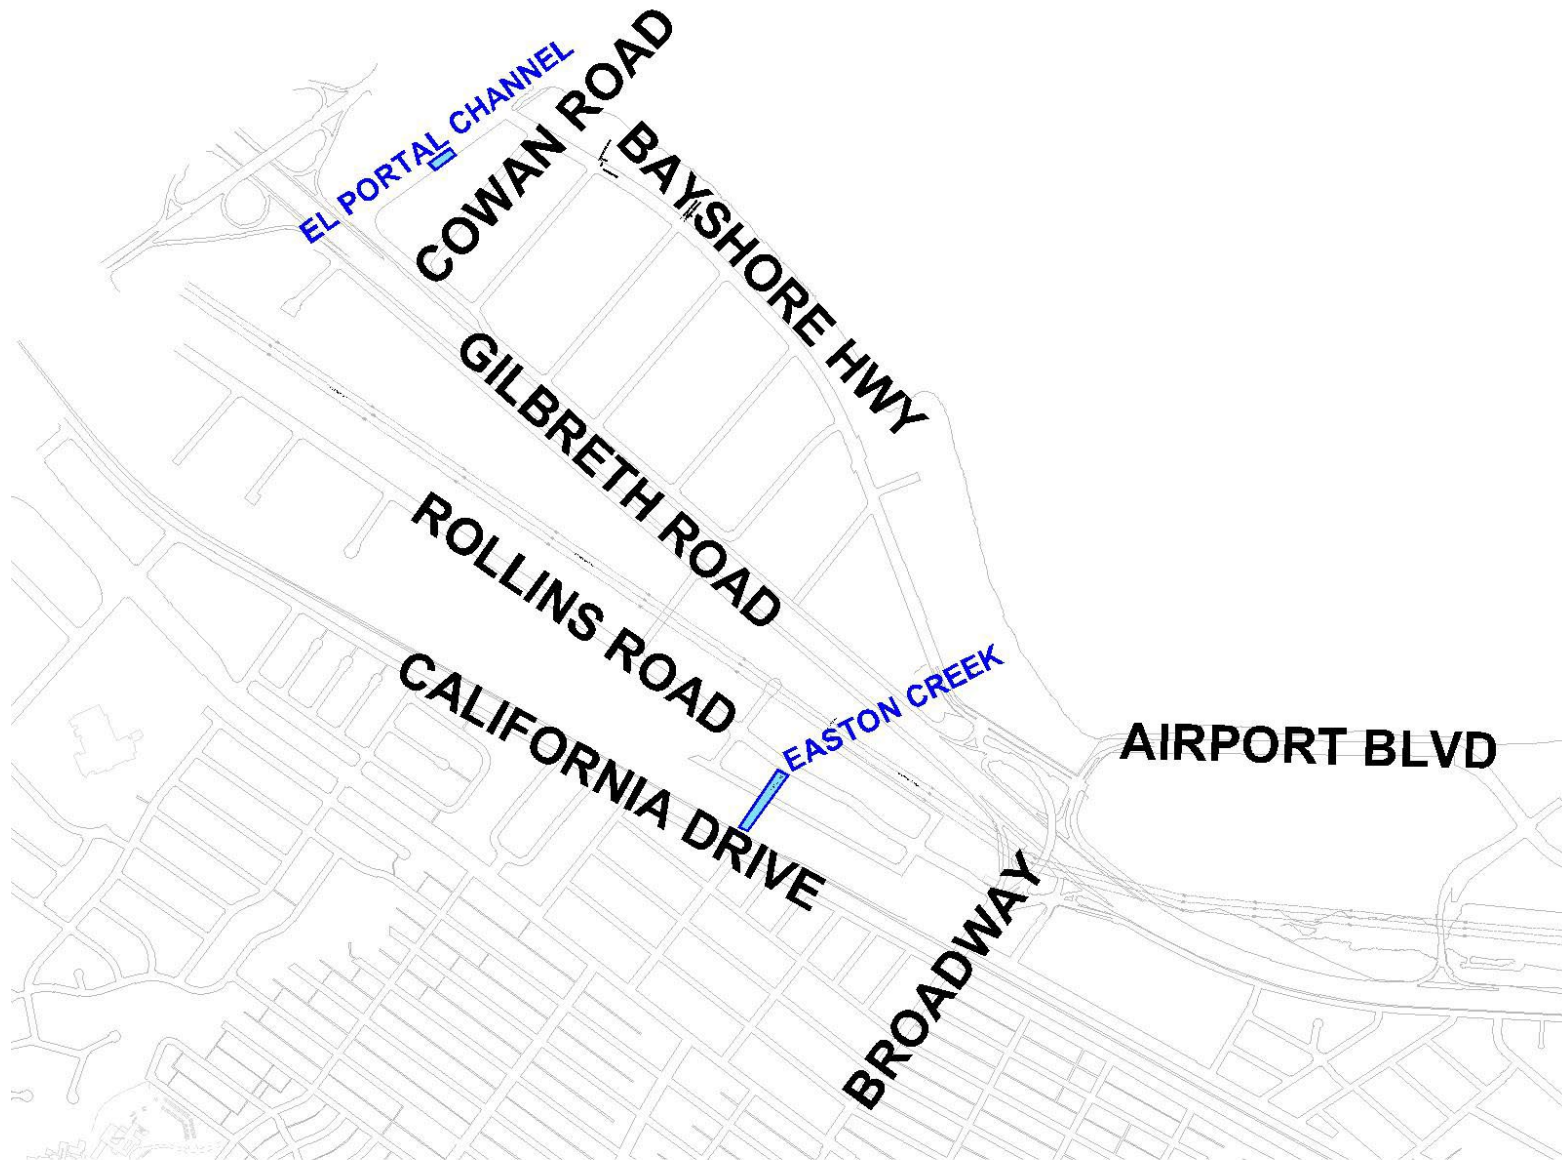 EL PORTAL CHANNEL
COWAN ROAD
BAYSHORE HWY
GILBRETH ROAD
ROLLINS ROAD
CALIFORNIA DRIVE
EASTON CREEK
AIRPORT BLVD
BROADWAY